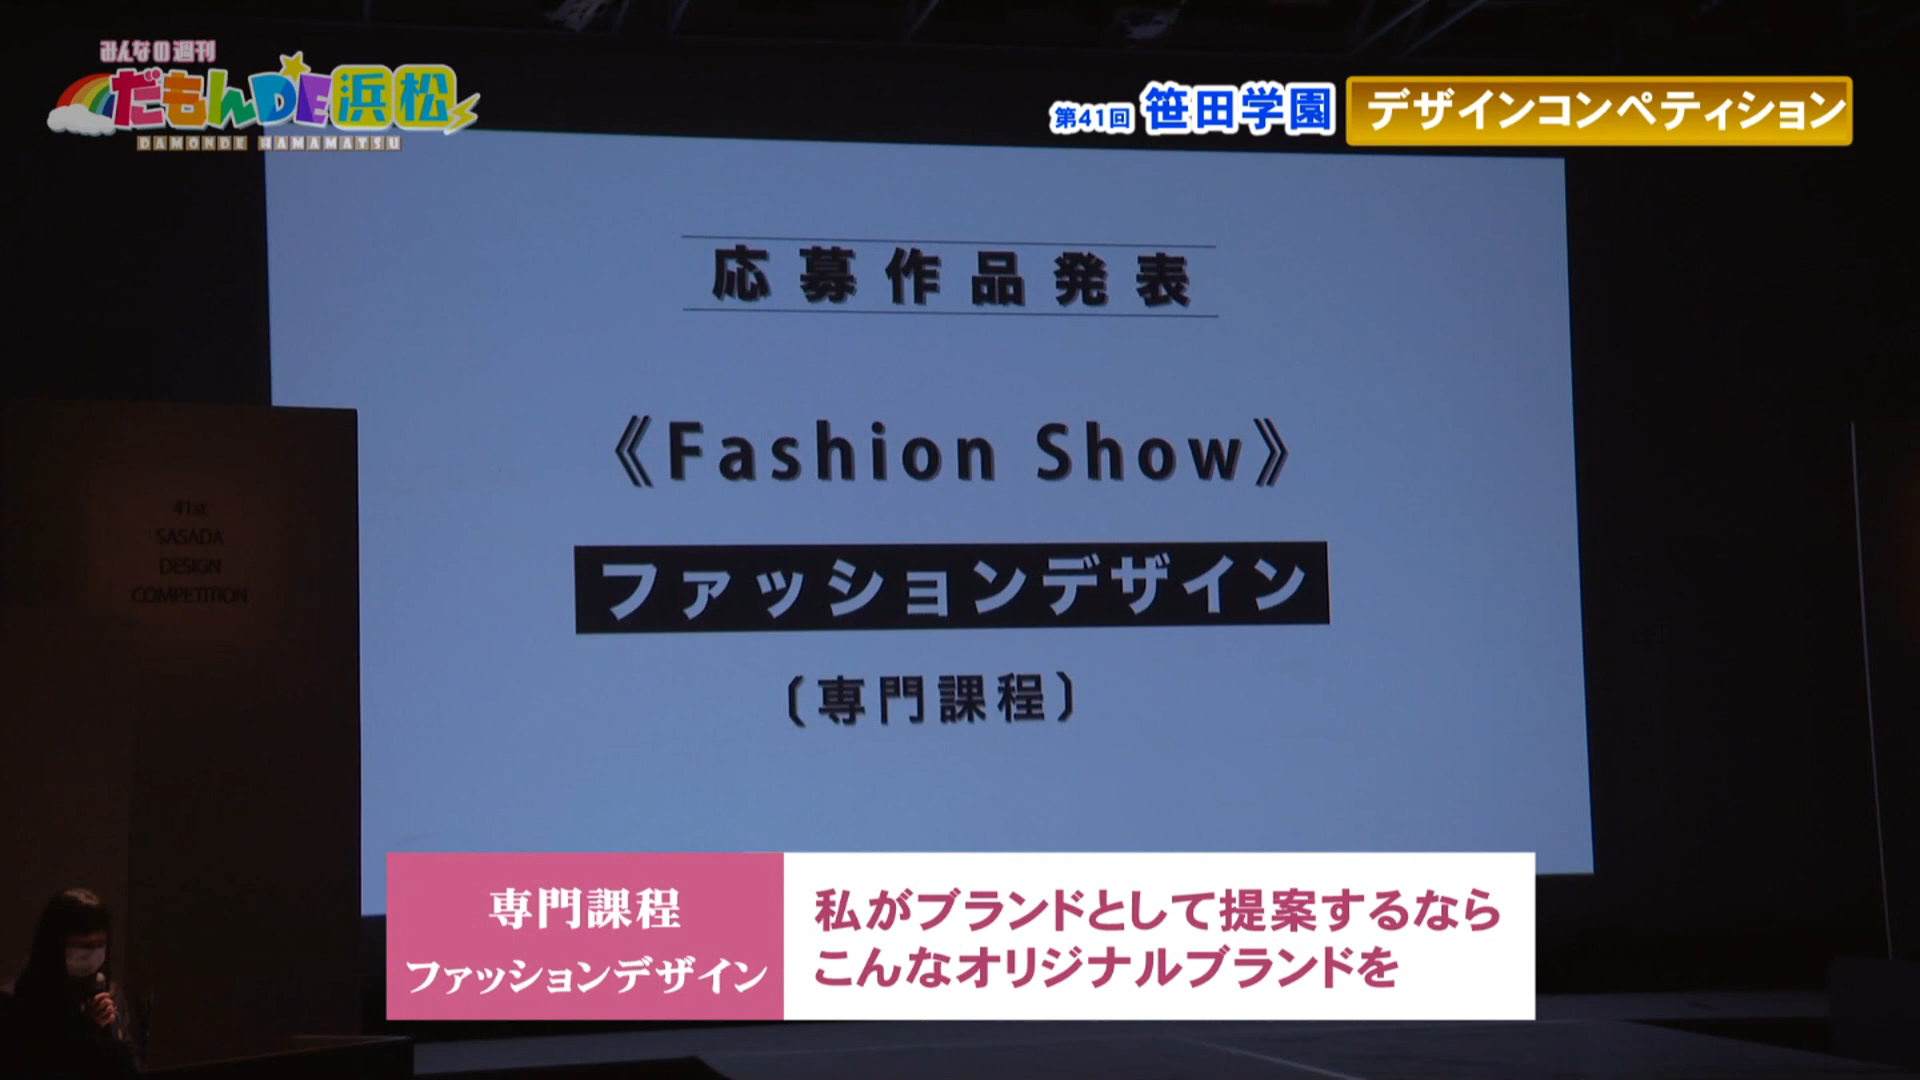 みんなの週刊
だもんDE浜松
DAMONDE HAMAMATSU
第41回 笹田学園 デザインコンペティション
応募作品発表
《Fashion Show》
ファッションデザイン
〔専門課程〕
41st
SASADA
DESIGN
COMPETITION
専門課程
ファッションデザイン
私がブランドとして提案するなら
こんなオリジナルブランドを